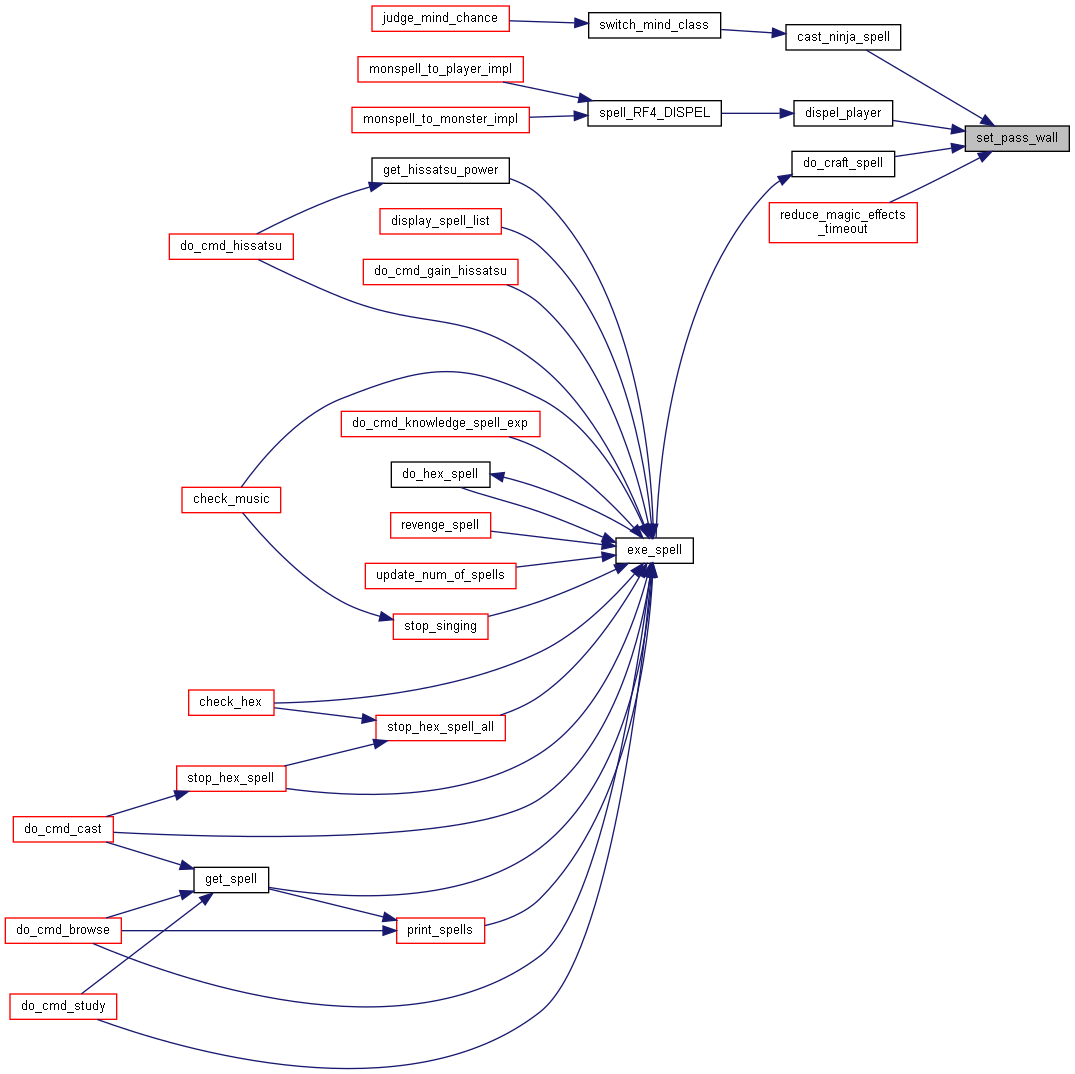 judge_mind_chance
switch_mind_class
cast_ninja_spell
monspell_to_player_impl
monspell_to_monster_impl
spell_RF4_DISPEL
dispel_player
set_pass_wall
get_hissatsu_power
do_craft_spell
display_spell_list
reduce_magic_effects
_timeout
do_cmd_hissatsu
do_cmd_gain_hissatsu
do_cmd_knowledge_spell_exp
do_hex_spell
check_music
revenge_spell
exe_spell
update_num_of_spells
stop_singing
check_hex
stop_hex_spell_all
stop_hex_spell
do_cmd_cast
get_spell
do_cmd_browse
print_spells
do_cmd_study